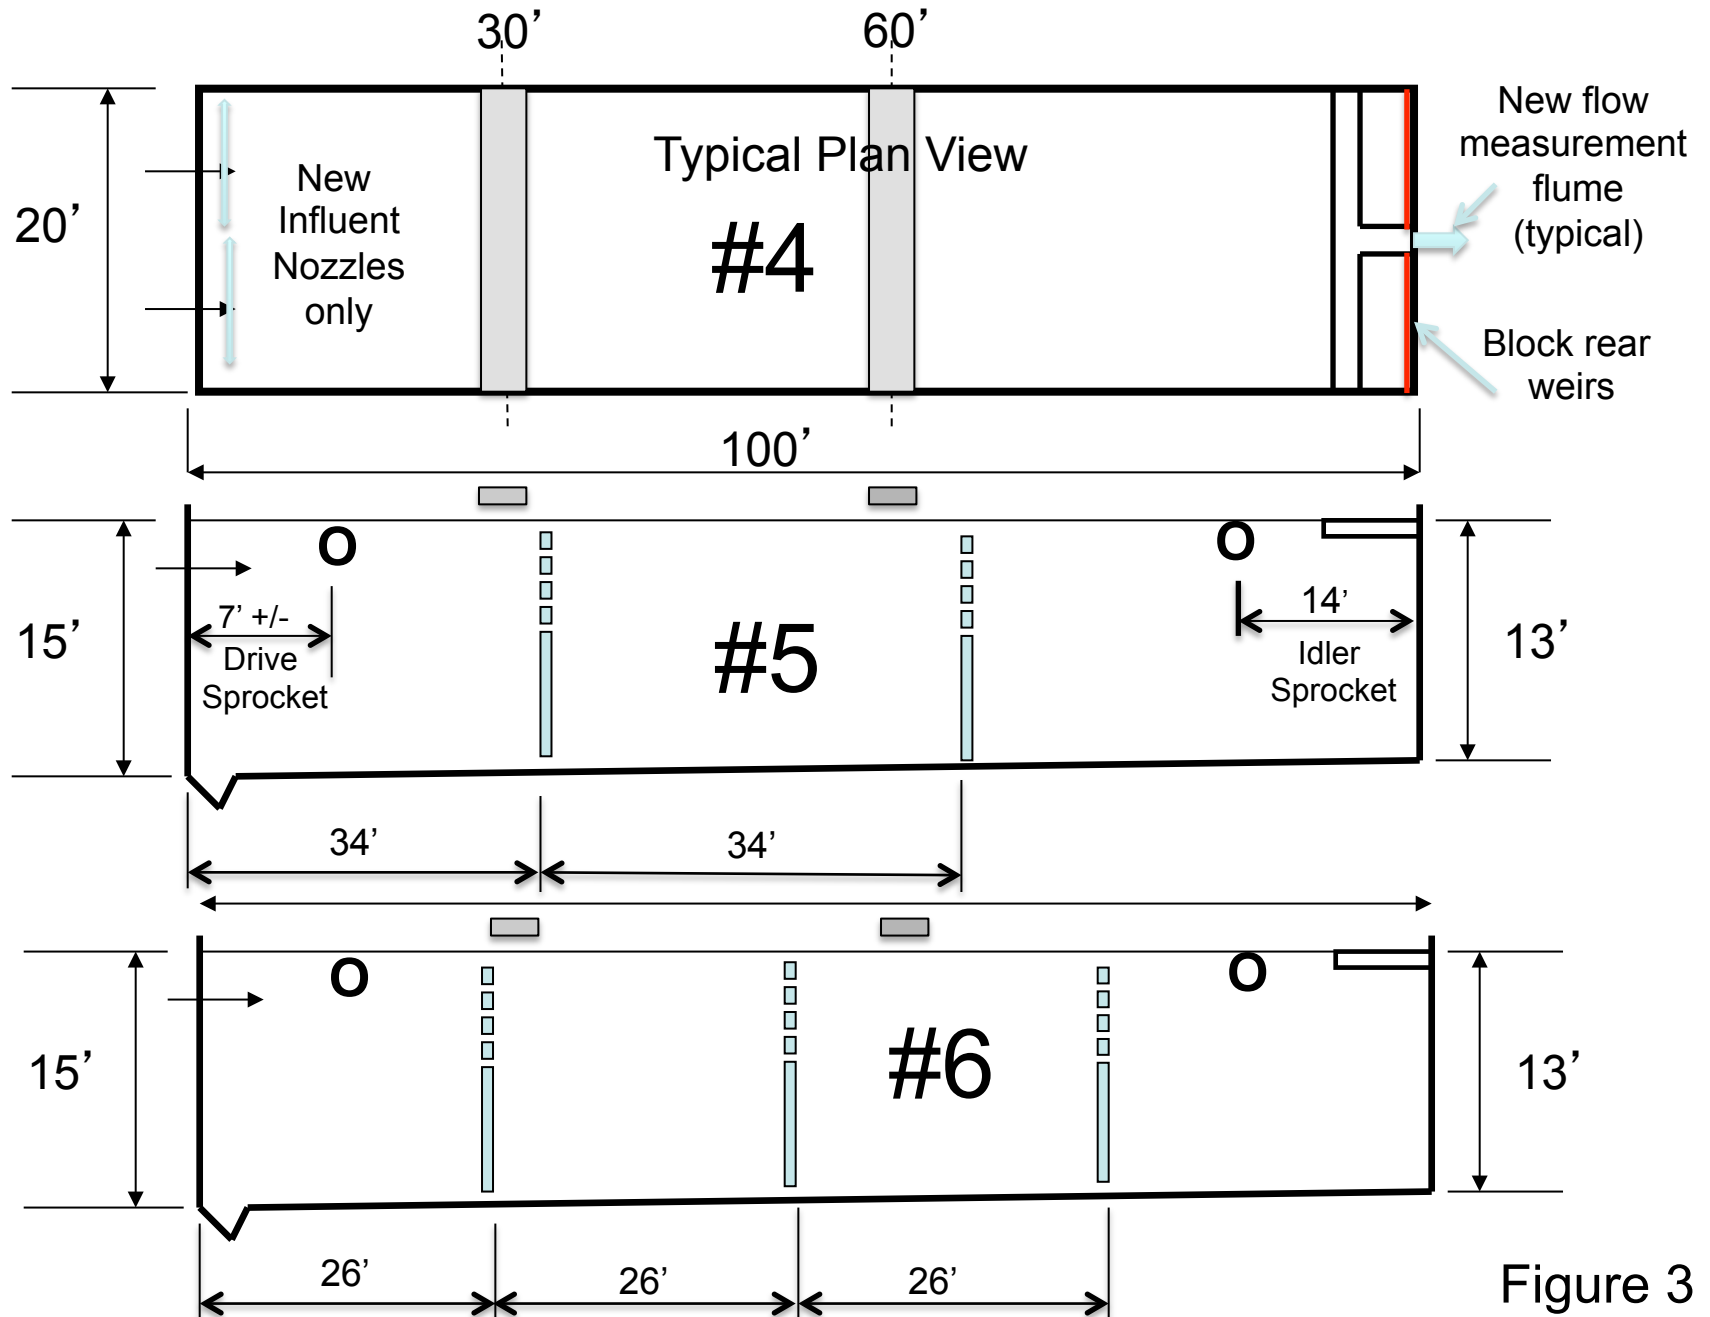 30’
60’
New flow
measurement
flume
(typical)
Typical Plan View
New
Influent
Nozzles
only
20’
#4
Block rear
weirs
100’
7’ +/-
Drive
Sprocket
15’
#5
14’
Idler
Sprocket
13’
34’
34’
15’
#6
13’
26’
26’
26’
Figure 3